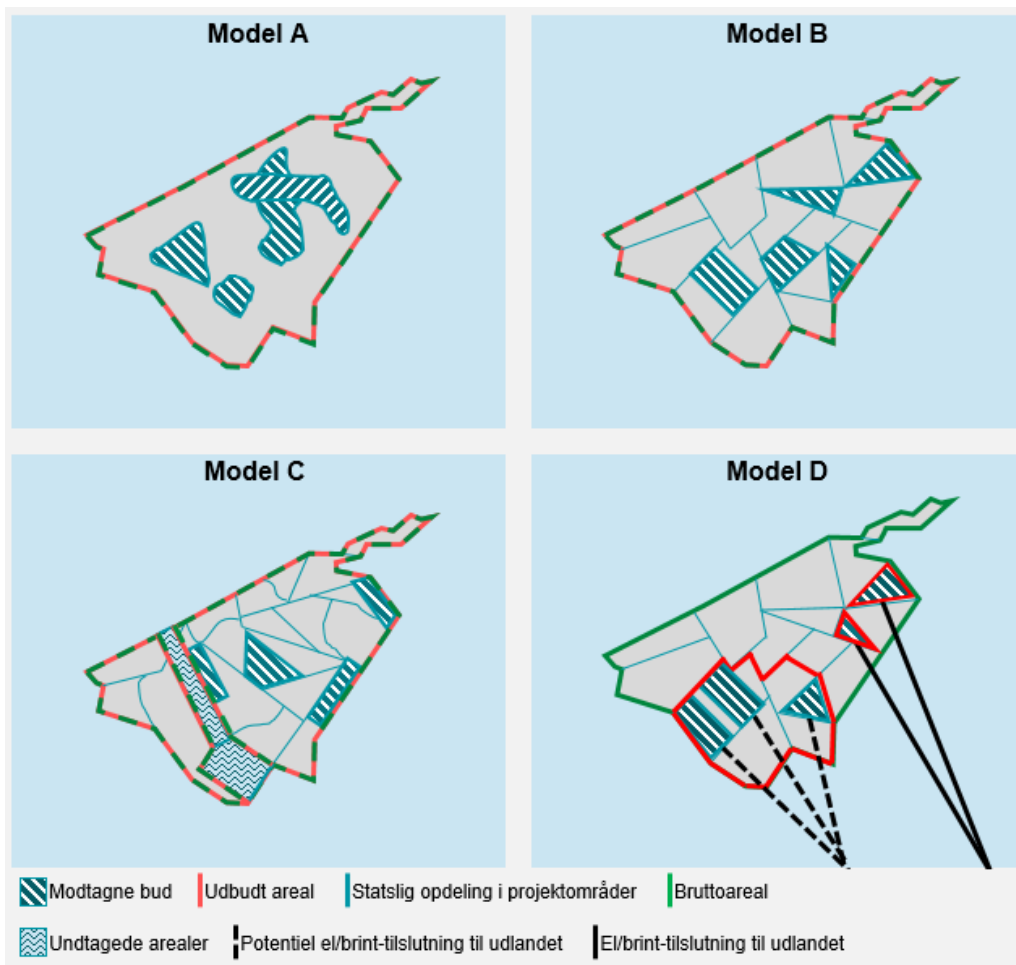 Model A
Model B
Model C
Model D
Modtagne bud
Udbudt areal
Statslig opdeling i projektområder
Bruttoareal
Undtagede arealer
Potentiel el/brint-tilslutning til udlandet
El/brint-tilslutning til udlandet